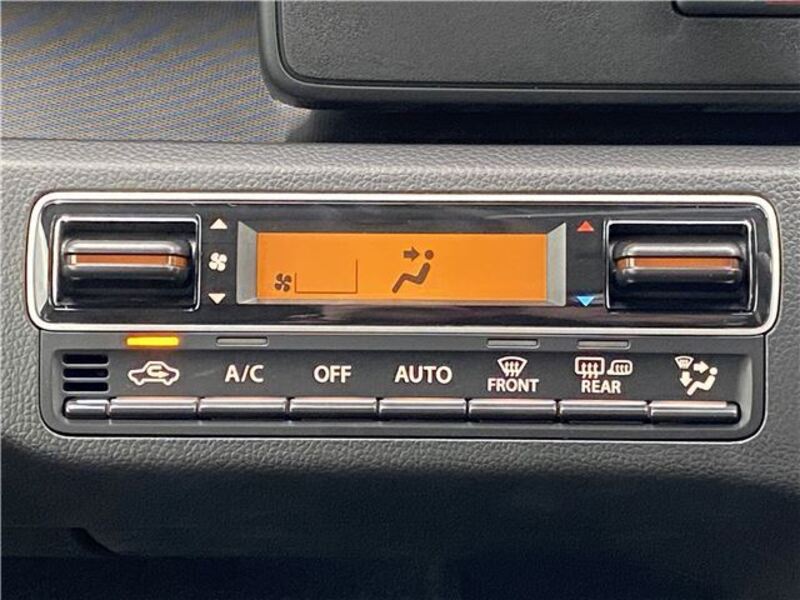 A/C OFF AUTO FRONT REAR